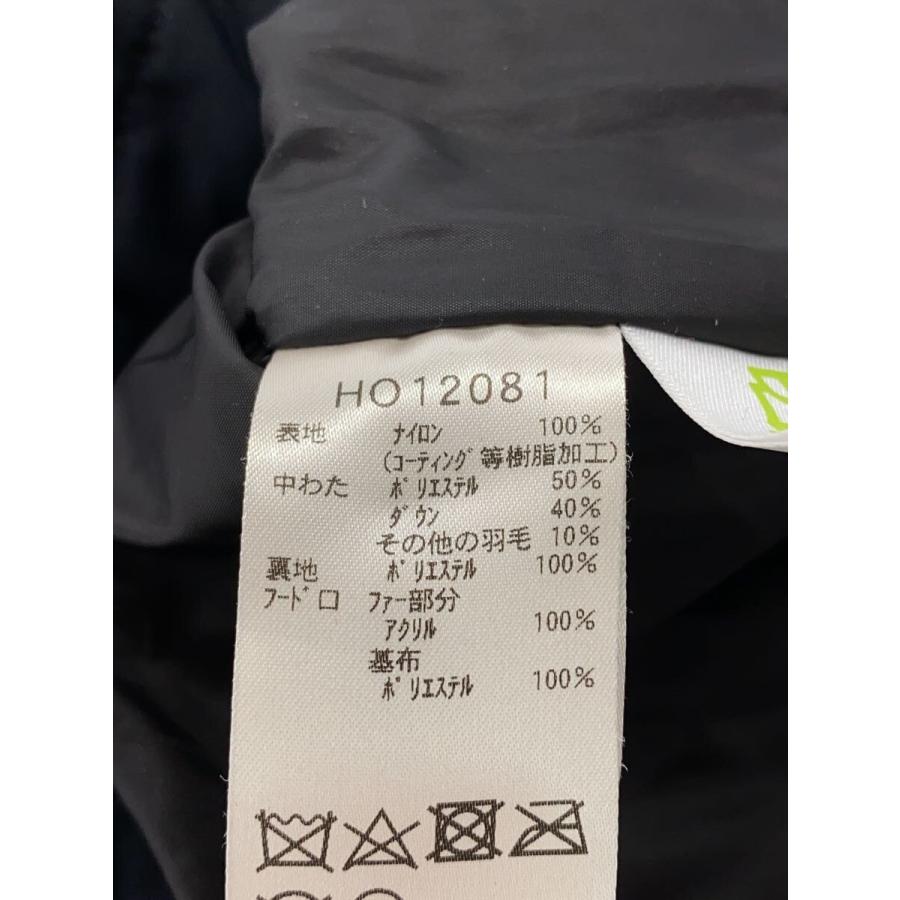 HO12081
表地 ナイロン 100%
(コーティング等樹脂加工)
中わた ポリエステル 50%
ダウン 40%
その他の羽毛 10%
裏地 ポリエステル 100%
フード口 ファー部分
アクリル 100%
基布
ポリエステル 100%